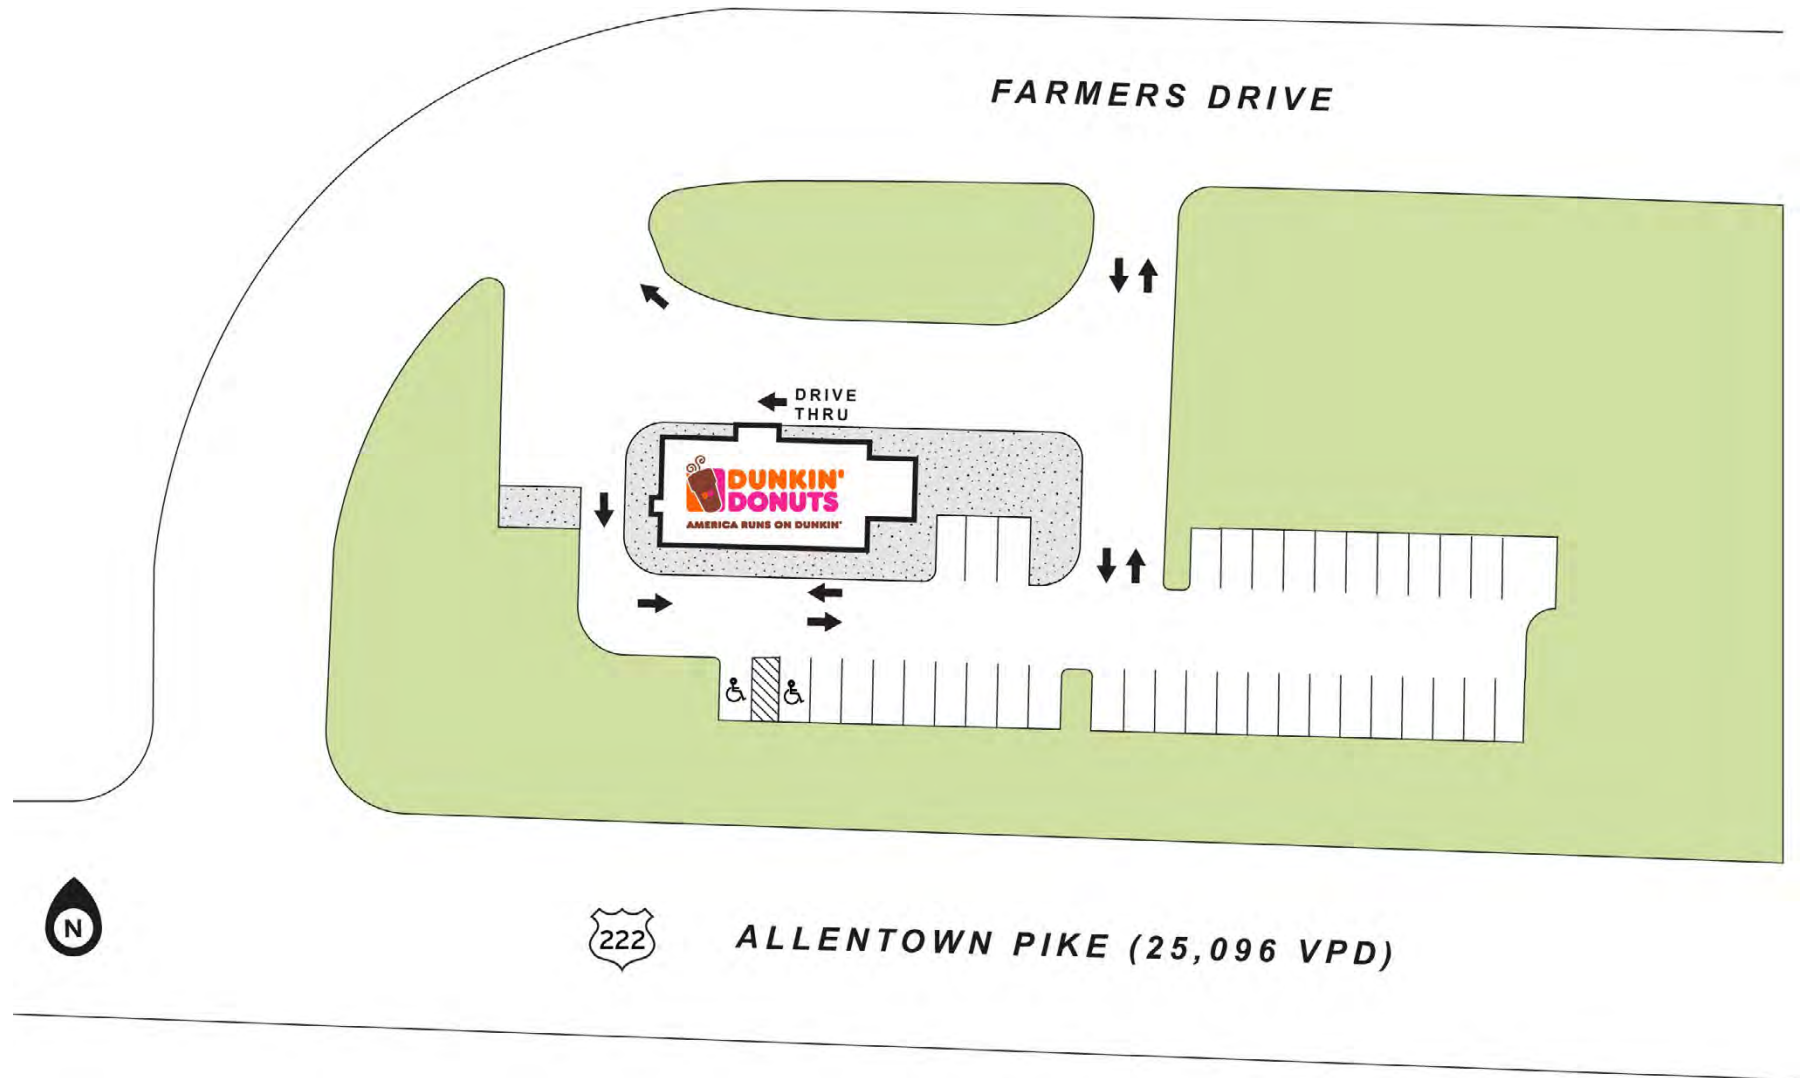 FARMERS DRIVE
DRIVE
THRU
DUNKIN'
DONUTS
AMERICA RUNS ON DUNKIN'
N
222
ALLENTOWN PIKE (25,096 VPD)